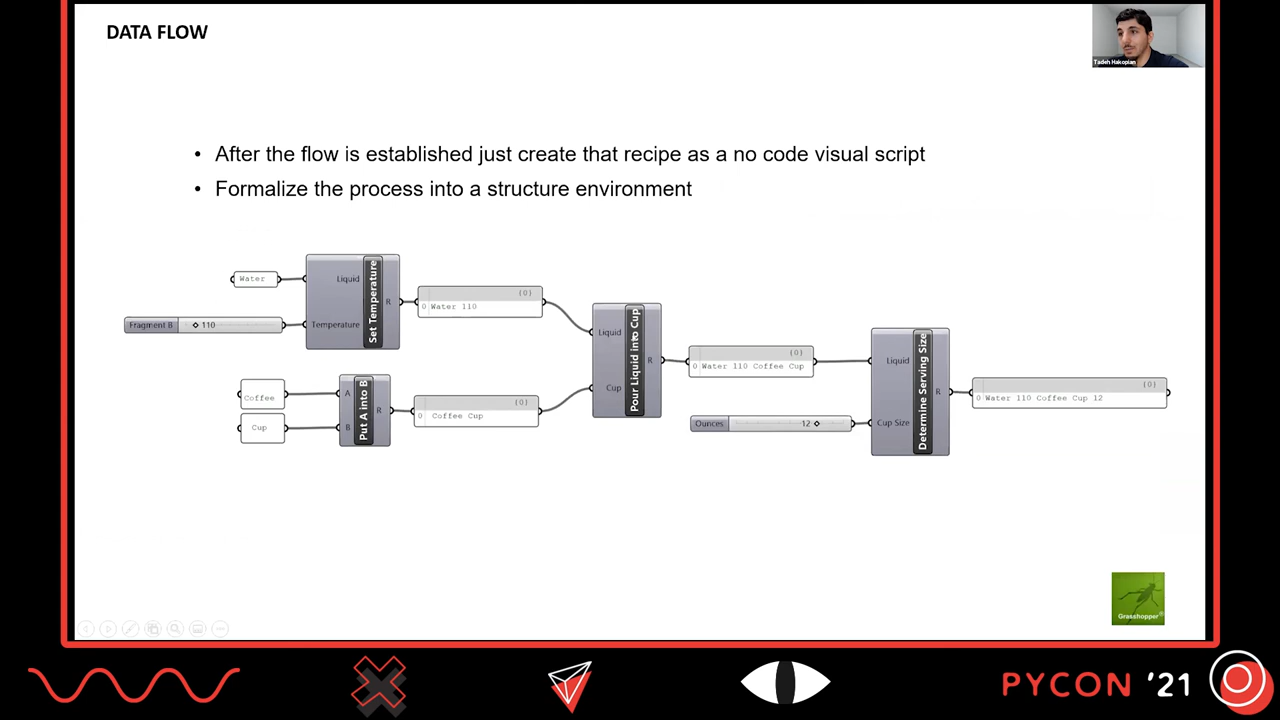 DATA FLOW
Tadeh Hakopian
• After the flow is established just create that recipe as a no code visual script
• Formalize the process into a structure environment
Water
Liquid
Temperature
Set Temperature
R
Fragment B
110
{0}
0 Water 110
Coffee
Cup
A
B
Put A into B
R
{0}
0 Coffee Cup
Liquid
Cup
Pour Liquid into Cup
R
{0}
0 Water 110 Coffee Cup
Ounces
12
Liquid
Cup Size
Determine Serving Size
R
{0}
0 Water 110 Coffee Cup 12
Grasshopper
PYCON '21